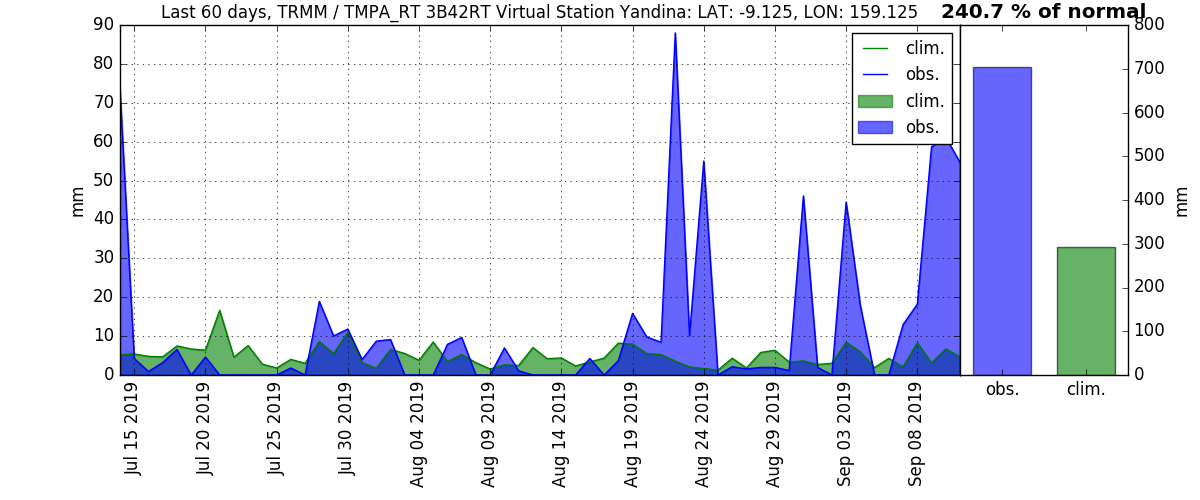 Last 60 days, TRMM / TMPA_RT 3B42RT Virtual Station Yandina: LAT: -9.125, LON: 159.125
240.7 % of normal
90
80
70
60
50
40
30
20
10
0
mm
clim.
obs.
clim.
obs.
800
700
600
500
400
300
200
100
0
mm
Jul 15 2019
Jul 20 2019
Jul 25 2019
Jul 30 2019
Aug 04 2019
Aug 09 2019
Aug 14 2019
Aug 19 2019
Aug 24 2019
Aug 29 2019
Sep 03 2019
Sep 08 2019
obs.
clim.